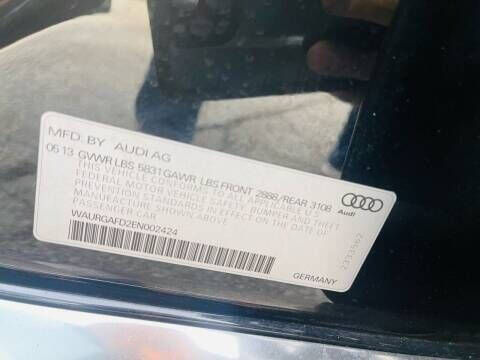 MFD. BY AUDI AG
06 13 GVWR LBS 5831 GAWR LBS FRONT 2888/REAR 3108
THIS VEHICLE CONFORMS TO ALL APPLICABLE U.S.
FEDERAL MOTOR VEHICLE SAFETY, BUMPER AND THEFT
PREVENTION STANDARDS IN EFFECT ON THE DATE OF
MANUFACTURE SHOWN ABOVE.
PASSENGER CAR
WAURGAFD2EN002424
Audi
2333562
GERMANY